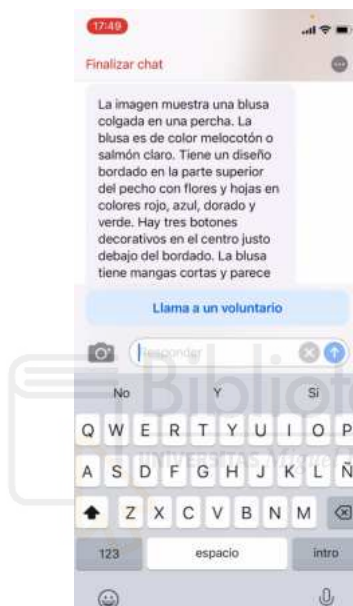 17:49
Finalizar chat
La imagen muestra una blusa
colgada en una percha. La
blusa es de color melocotón o
salmón claro. Tiene un diseño
bordado en la parte superior
del pecho con flores y hojas en
colores rojo, azul, dorado y
verde. Hay tres botones
decorativos en el centro justo
debajo del bordado. La blusa
tiene mangas cortas y parece
Llama a un voluntario
Responder
No Y Sí
Q W E R T Y U I O P
A S D F G H J K L Ñ
Z X C V B N M
123 espacio intro